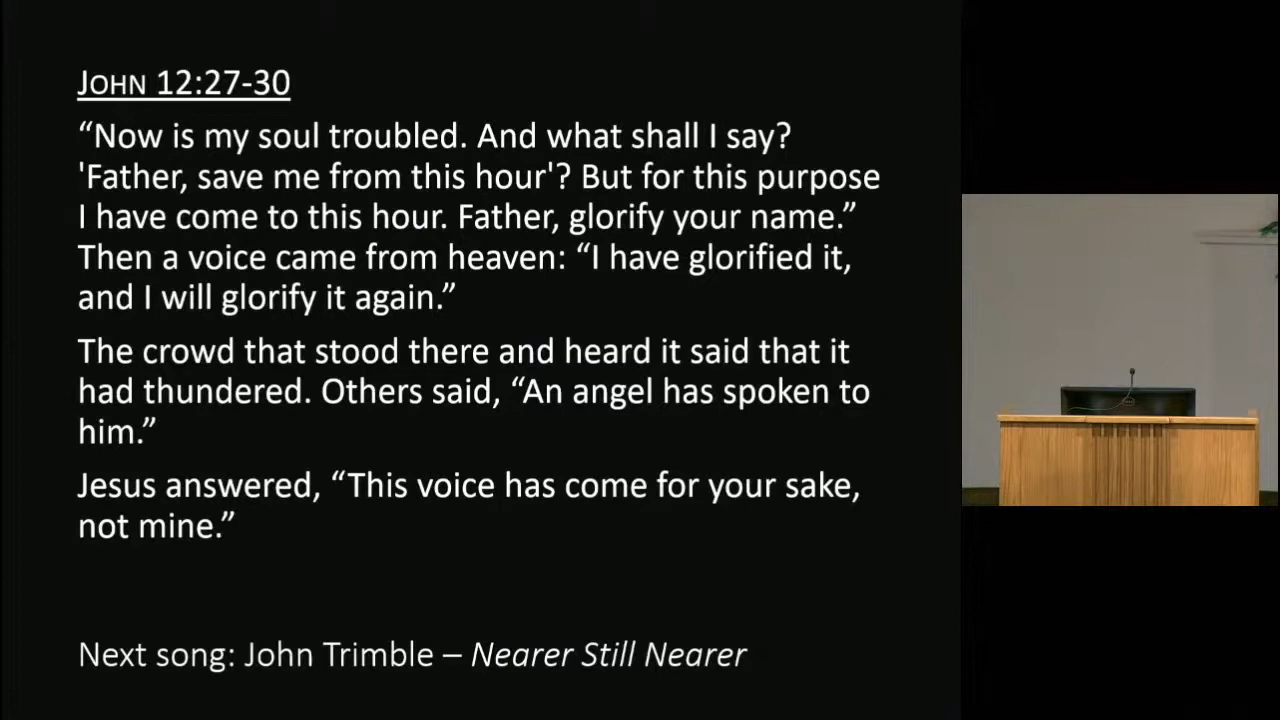 JOHN 12:27-30
“Now is my soul troubled. And what shall I say?
'Father, save me from this hour'? But for this purpose
I have come to this hour. Father, glorify your name.”
Then a voice came from heaven: “I have glorified it,
and I will glorify it again.”
The crowd that stood there and heard it said that it
had thundered. Others said, “An angel has spoken to
him.”
Jesus answered, “This voice has come for your sake,
not mine.”
Next song: John Trimble – Nearer Still Nearer